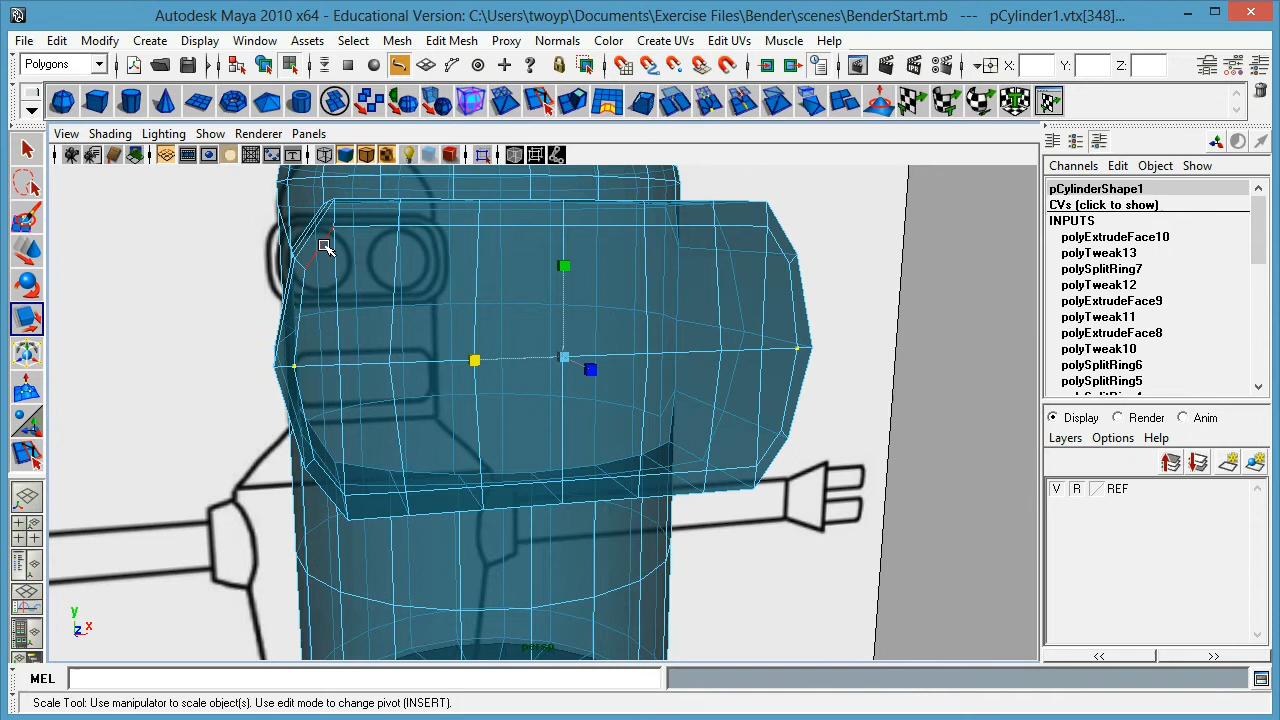 Autodesk Maya 2010 x64 - Educational Version: C:\Users\twoyp\Documents\Exercise Files\Bender\scenes\BenderStart.mb --- pCylinder1.vtx[348]...
File Edit Modify Create Display Window Assets Select Mesh Edit Mesh Proxy Normals Color Create UVs Edit UVs Muscle Help
Polygons X: Y: Z:
View Shading Lighting Show Renderer Panels
Channels Edit Object Show
pCylinderShape1
CVs (click to show)
INPUTS
polyExtrudeFace10
polyTweak13
polySplitRing7
polyTweak12
polyExtrudeFace9
polyTweak11
polyExtrudeFace8
polyTweak10
polySplitRing6
polySplitRing5
Display Render Anim
Layers Options Help
V R REF
y
z x
persp
<< >>
MEL
Scale Tool: Use manipulator to scale object(s). Use edit mode to change pivot (INSERT).